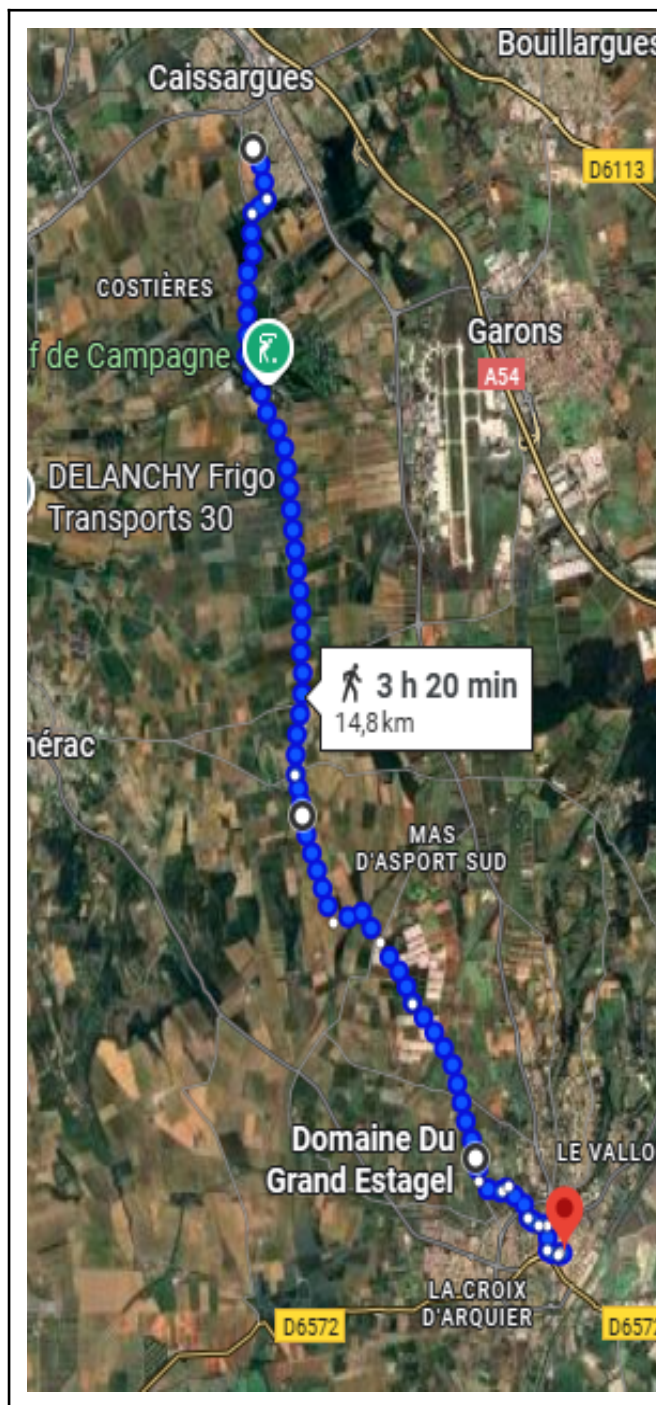 Bouillargues
Caissargues
D6113
COSTIÈRES
Garons
f de Campagne
A54
DELANCHY Frigo
Transports 30
3 h 20 min
14,8 km
nérac
MAS
D'ASPORT SUD
Domaine Du
Grand Estagel
LE VALLO
LA CROIX
D'ARQUIER
D6572
D6572